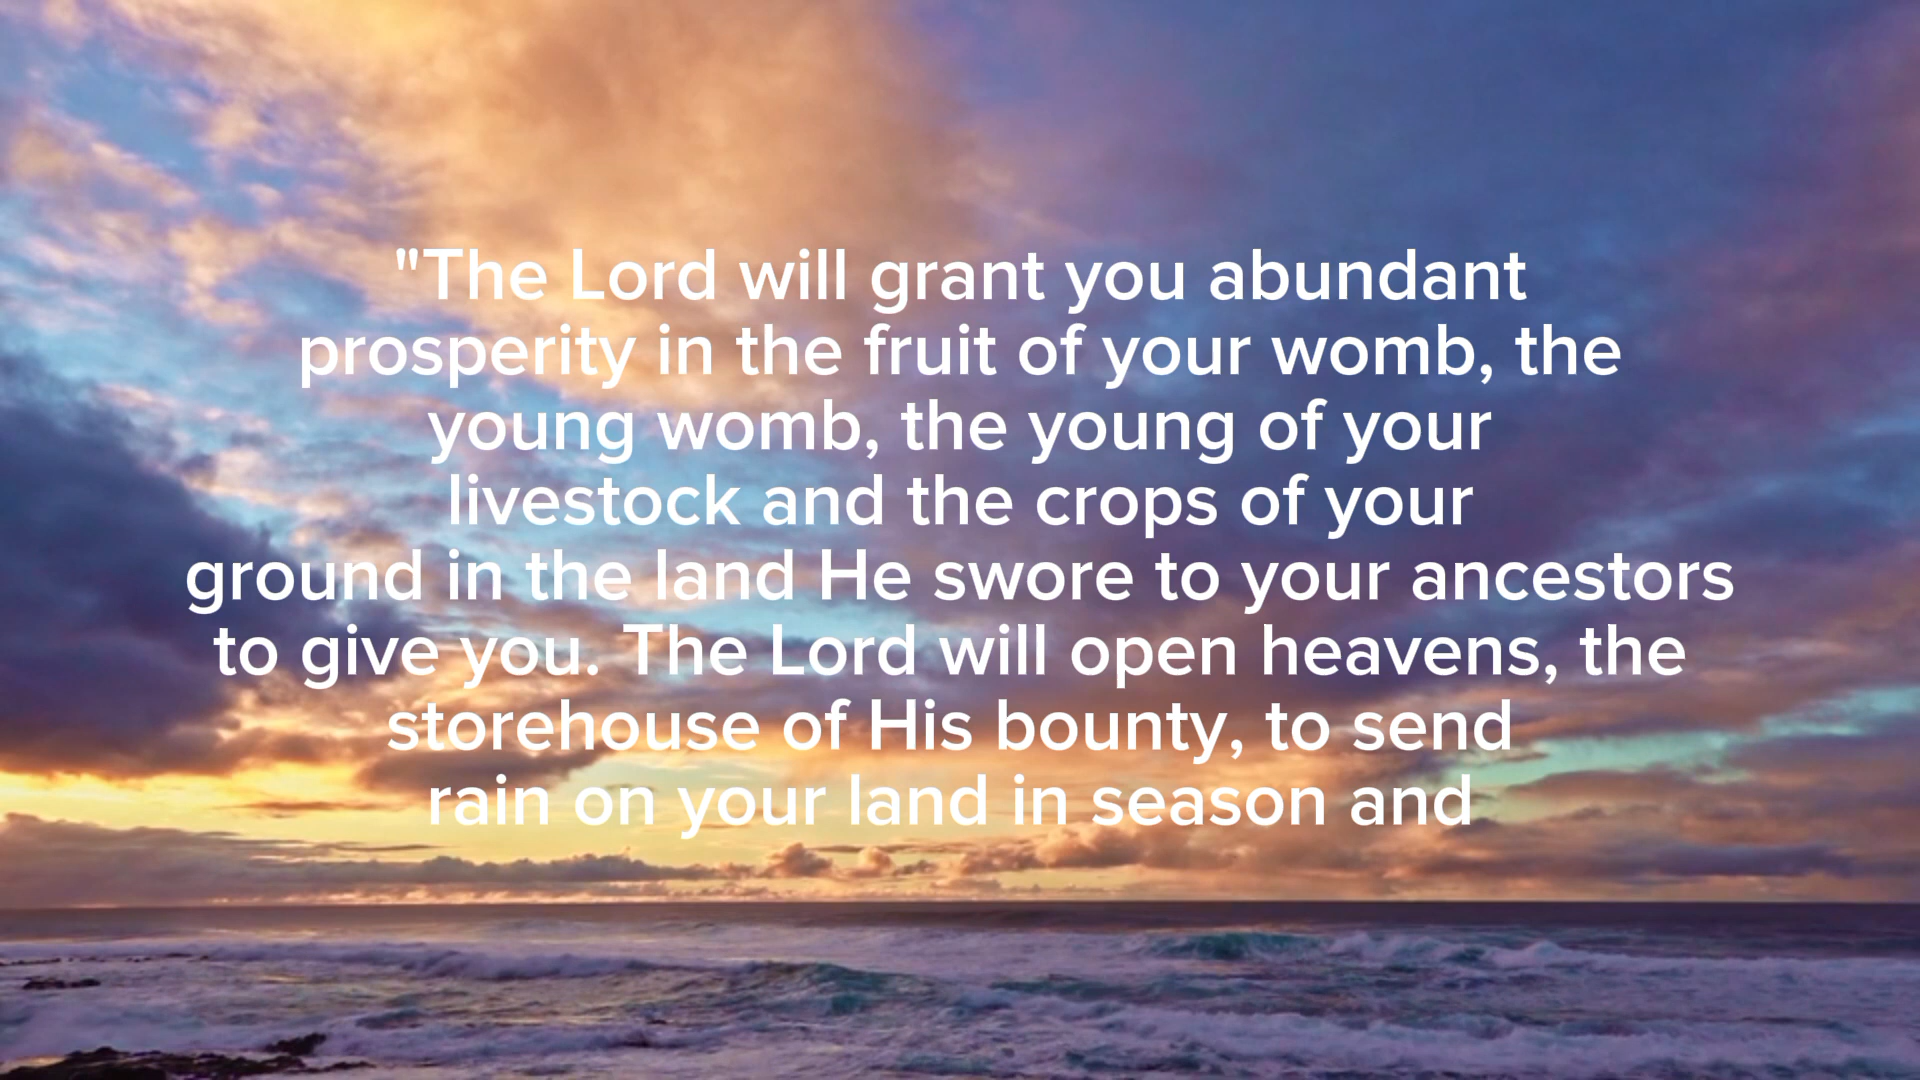 "The Lord will grant you abundant
prosperity in the fruit of your womb, the
young womb, the young of your
livestock and the crops of your
ground in the land He swore to your ancestors
to give you. The Lord will open heavens, the
storehouse of His bounty, to send
rain on your land in season and